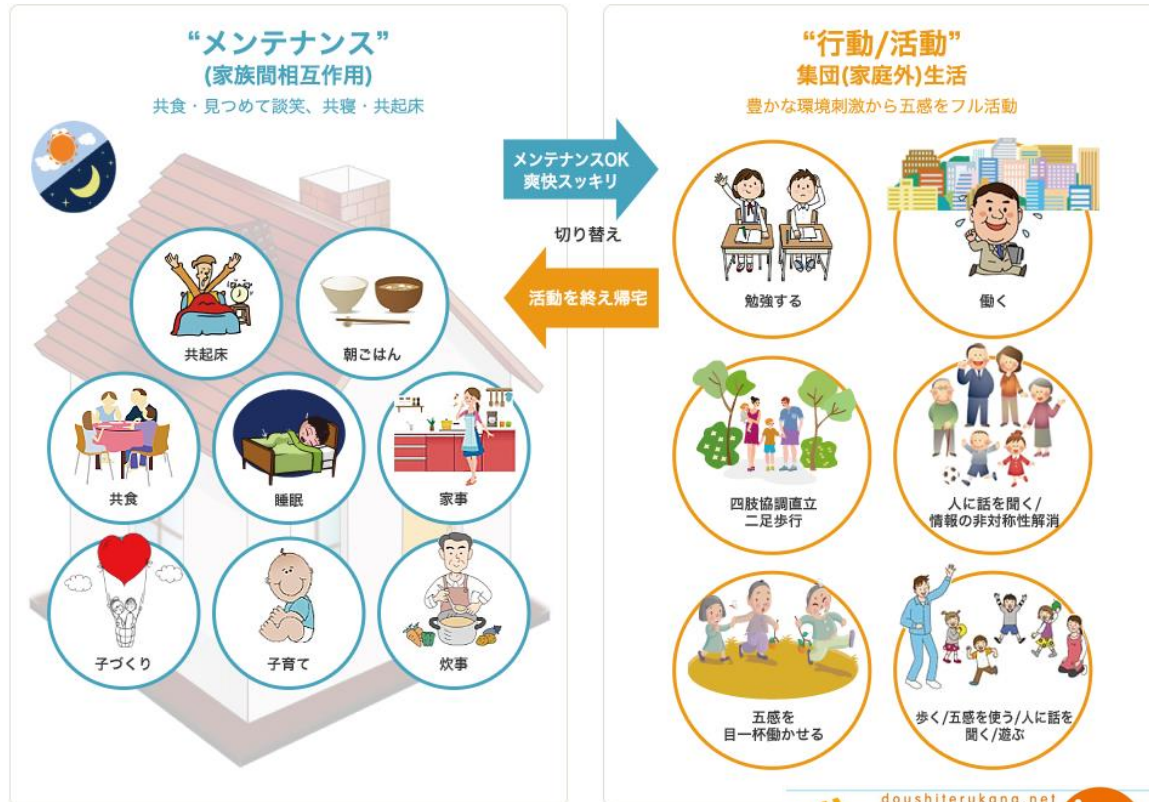 “メンテナンス”
(家族間相互作用)
共食・見つめて談笑、共寝・共起床
共起床
朝ごはん
共食
睡眠
家事
子づくり
子育て
炊事
メンテナンスOK
爽快スッキリ
切り替え
活動を終え帰宅
“行動/活動”
集団(家庭外)生活
豊かな環境刺激から五感をフル活動
勉強する
働く
四肢協調直立
二足歩行
人に話を聞く/
情報の非対称性解消
五感を
目一杯働かせる
歩く/五感を使う/人に話を
聞く/遊ぶ
doushiterukana.net